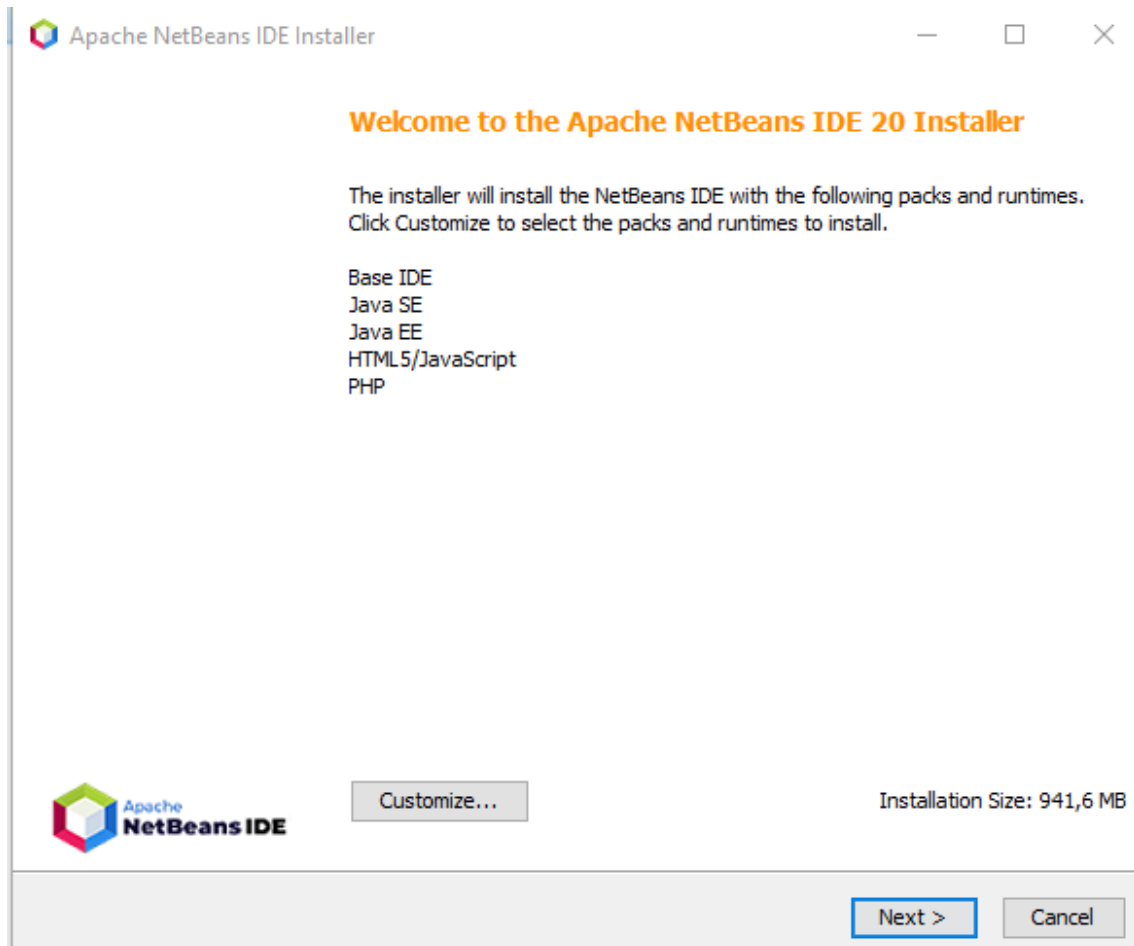 Apache NetBeans IDE Installer
Welcome to the Apache NetBeans IDE 20 Installer
The installer will install the NetBeans IDE with the following packs and runtimes.
Click Customize to select the packs and runtimes to install.
Base IDE
Java SE
Java EE
HTML5/JavaScript
PHP
Apache
NetBeans IDE
Customize...
Installation Size: 941,6 MB
Next >
Cancel